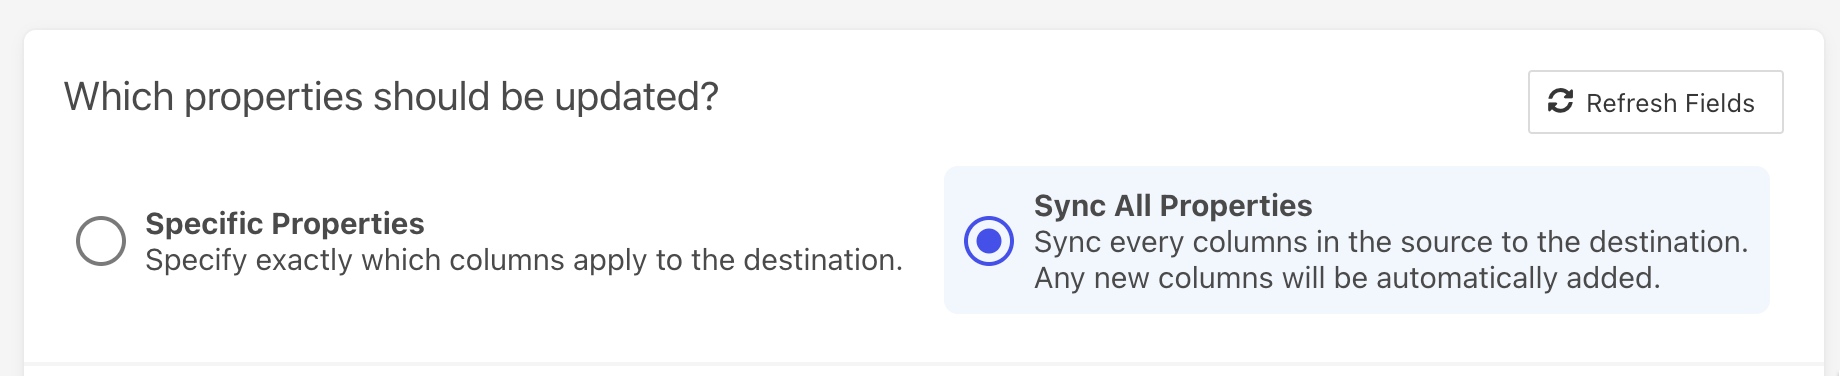 Which properties should be updated?
Refresh Fields
Specific Properties
Specify exactly which columns apply to the destination.
Sync All Properties
Sync every columns in the source to the destination.
Any new columns will be automatically added.